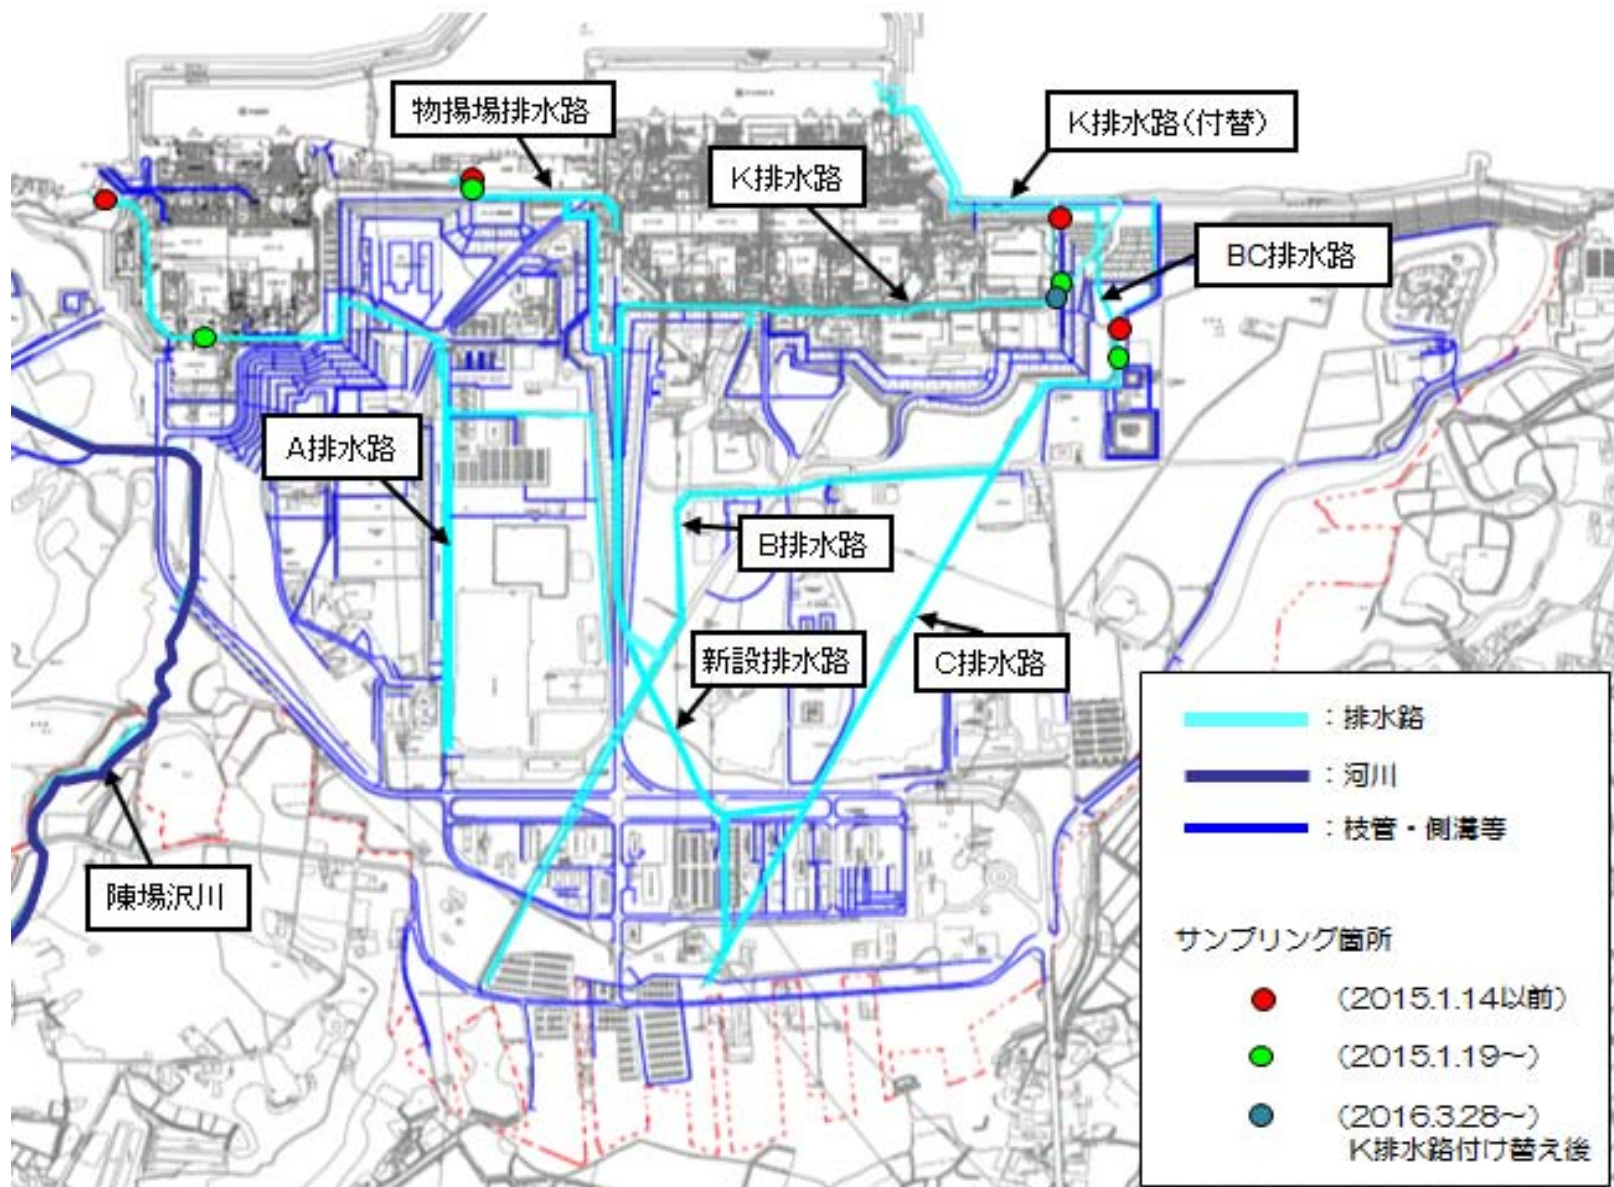 物揚場排水路
K排水路(付替)
K排水路
BC排水路
A排水路
B排水路
新設排水路
C排水路
陳場沢川
：排水路
：河川
：枝管・側溝等
サンプリング箇所
(2015.1.14以前)
(2015.1.19～)
(2016.3.28～)
K排水路付け替え後